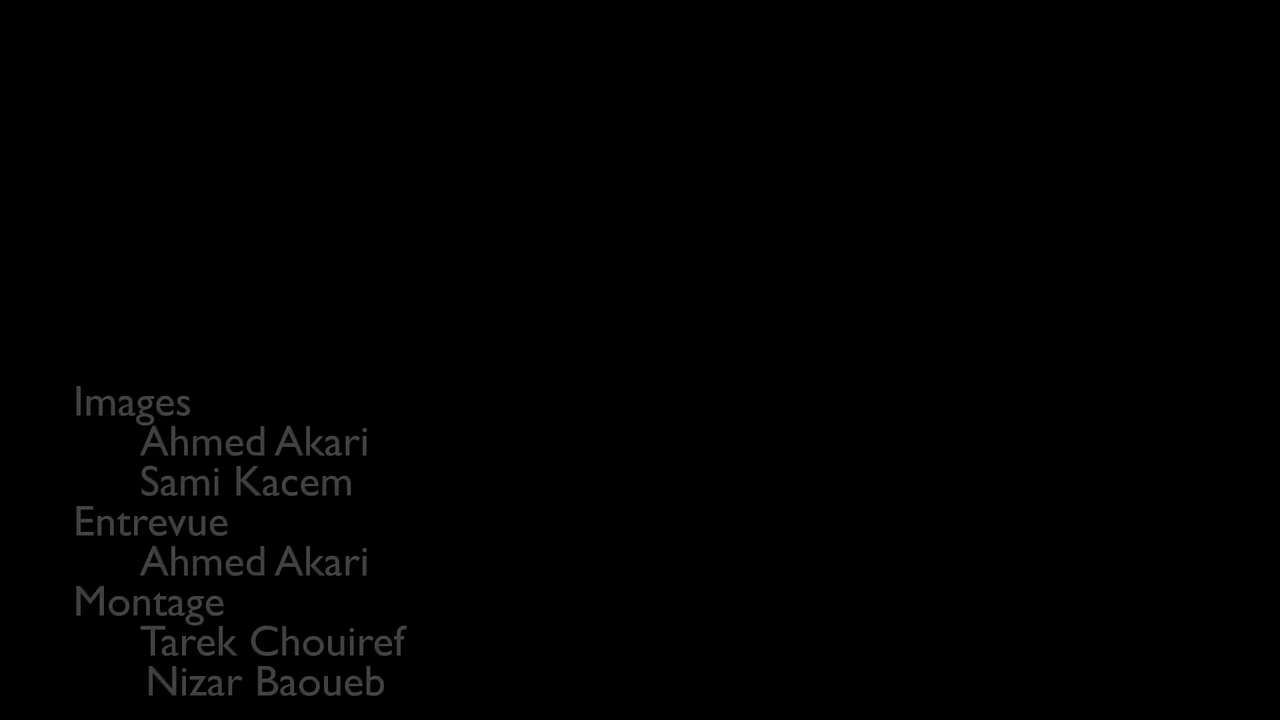 Images
Ahmed Akari
Sami Kacem
Entrevue
Ahmed Akari
Montage
Tarek Chouiref
Nizar Baoueb